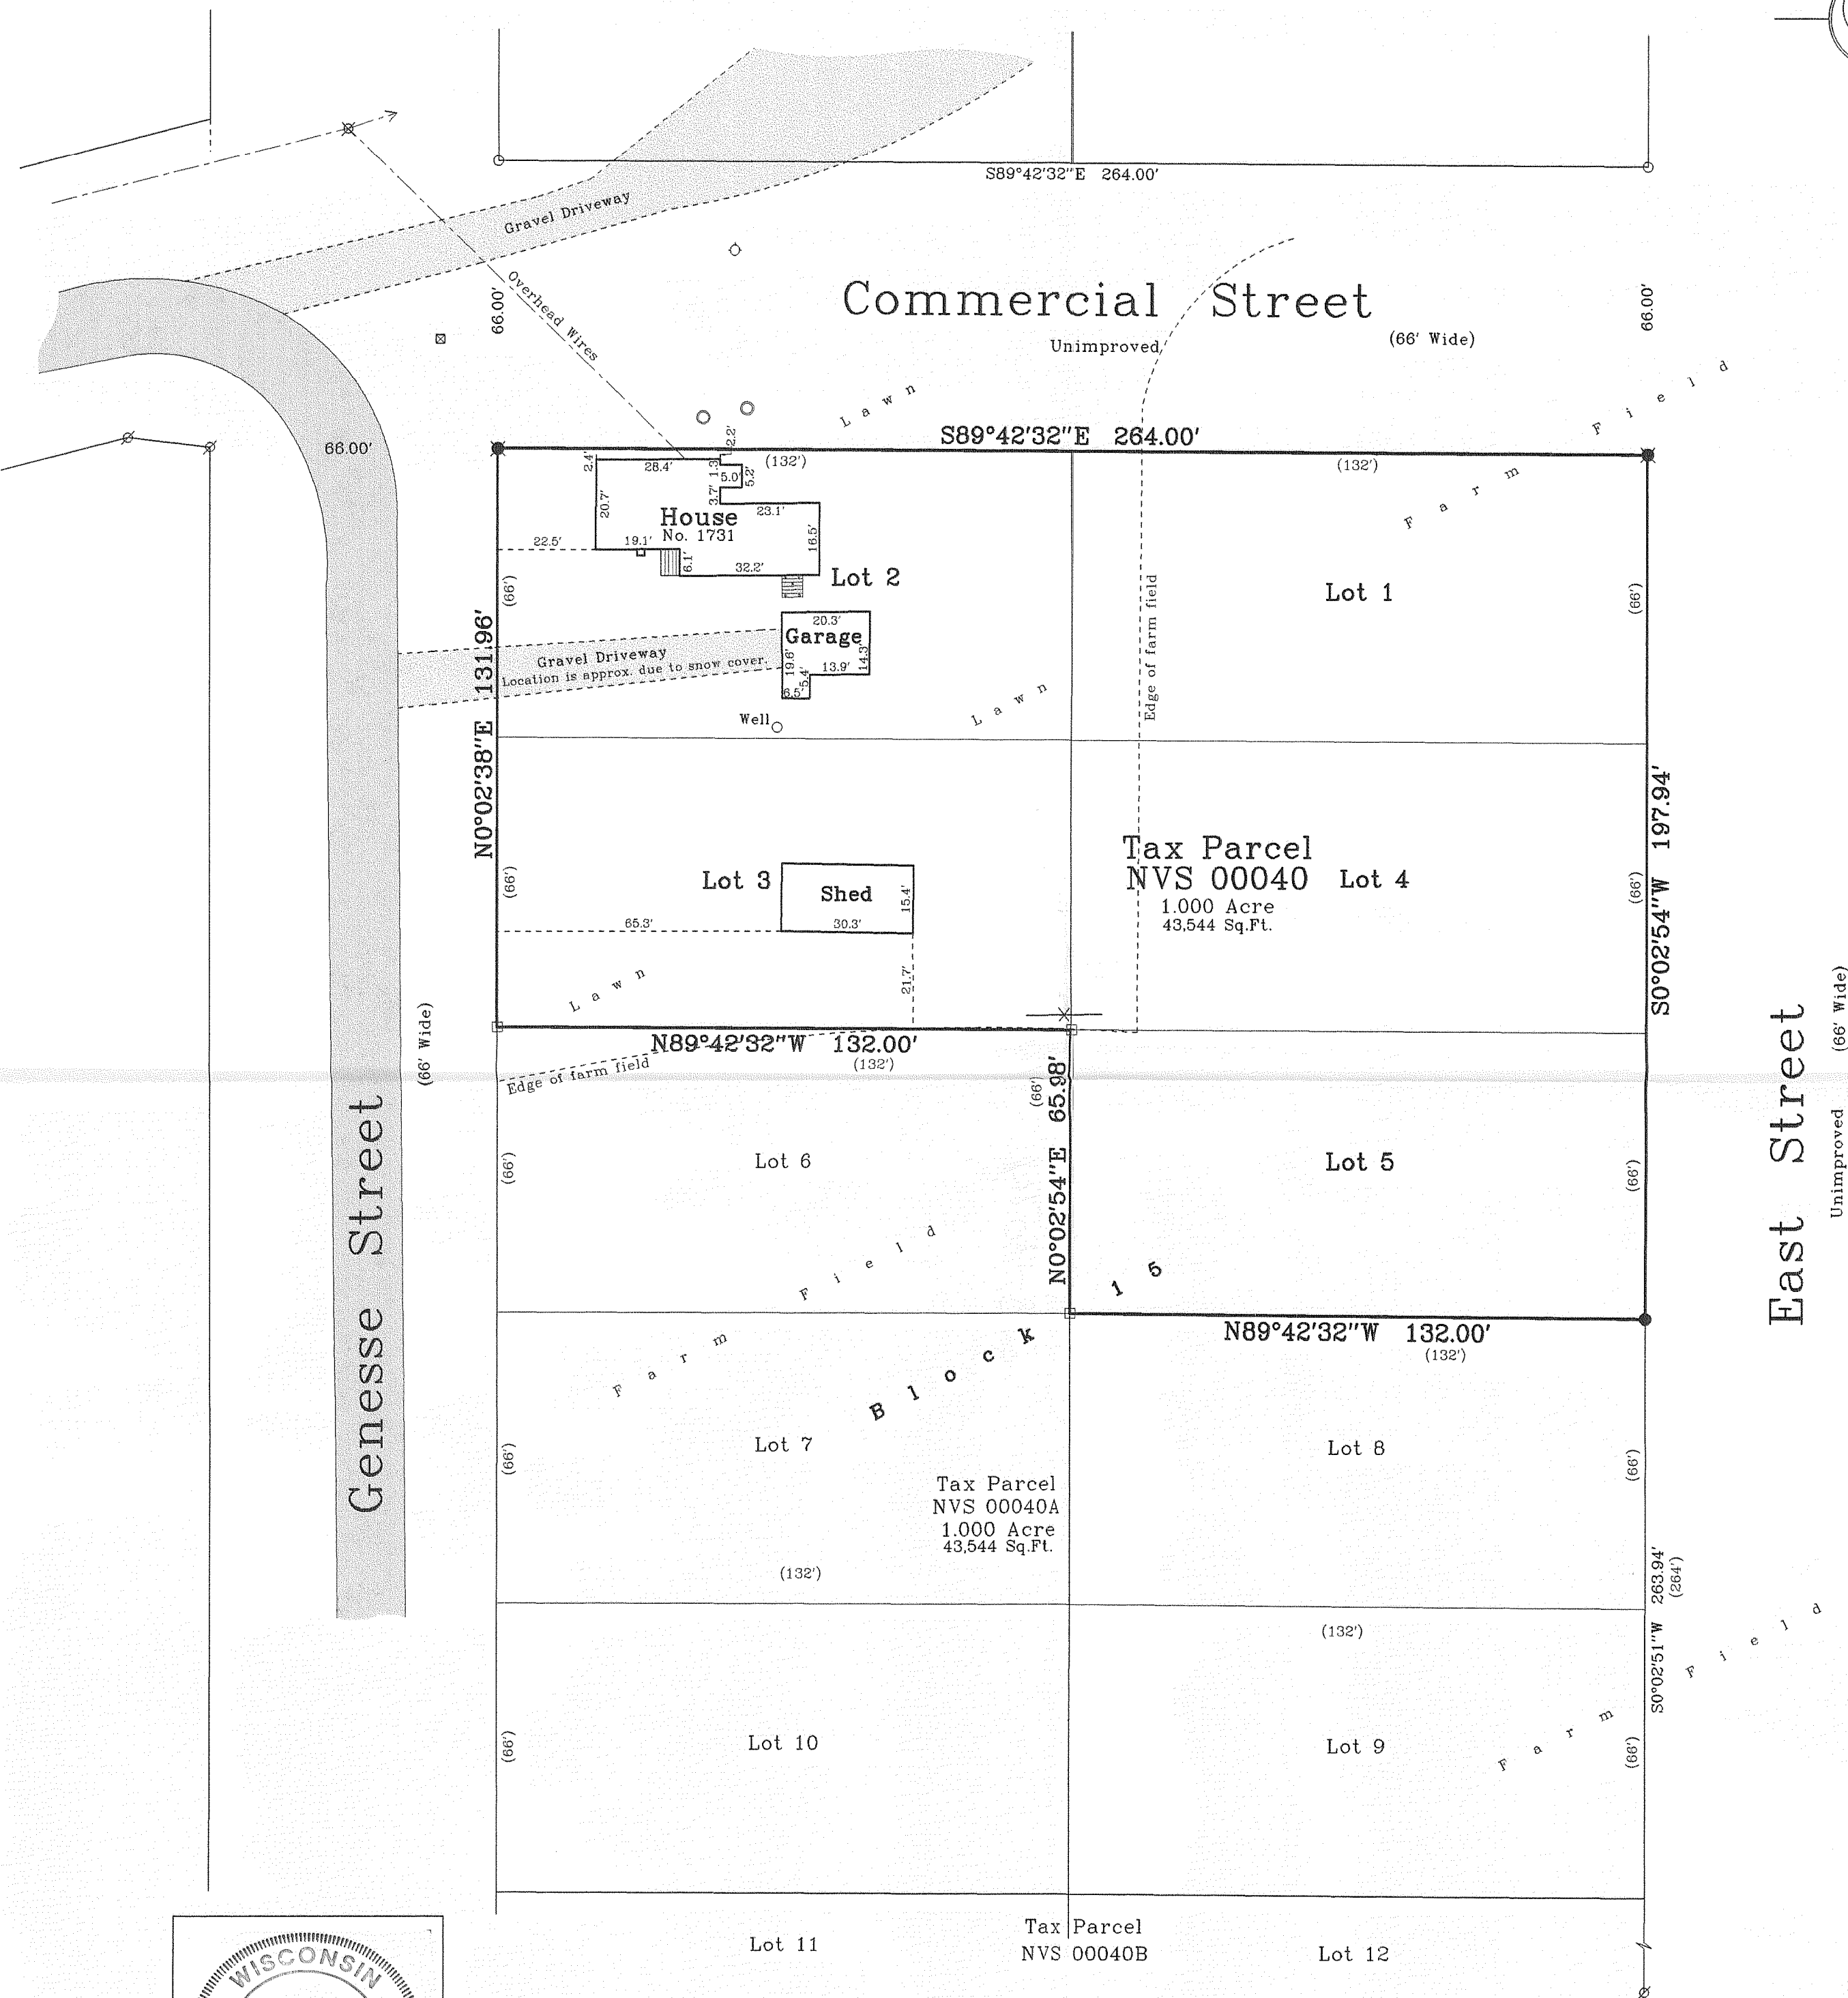 S89°42'32"E 264.00'
Gravel Driveway
Overhead Wires
66.00'
Commercial Street
66.00'
Unimproved
(66' Wide)
Lawn
Farm Field
66.00'
S89°42'32"E 264.00'
(132')
(132')
2.2'
2.4'
28.4'
1.3'
5.0'
5.2'
3.7'
20.7'
House
No. 1731
23.1'
16.5'
22.5'
19.1'
6.1'
32.2'
Lot 2
Lot 1
(66')
(66')
Edge of farm field
N0°02'38"E 131.96'
20.3'
Garage
19.6'
14.3'
13.9'
5.4'
6.5'
Gravel Driveway
Location is approx. due to snow cover.
Well
Lawn
Lot 3
Shed
15.4'
30.3'
65.3'
21.7'
(66')
Tax Parcel
NVS 00040
Lot 4
1.000 Acre
43,544 Sq.Ft.
(66')
S0°02'54"W 197.94'
Lawn
(66' Wide)
N89°42'32"W 132.00'
(132')
Edge of farm field
(66')
N0°02'54"E 65.98'
Genesse Street
East Street
(66' Wide)
Unimproved
Lot 6
Lot 5
(66')
(66')
Farm Field
Block 15
N89°42'32"W 132.00'
(132')
Lot 7
Lot 8
(66')
(66')
Tax Parcel
NVS 00040A
1.000 Acre
43,544 Sq.Ft.
(132')
(132')
S0°02'51"W 263.94'
(264')
Farm Field
Lot 10
Lot 9
(66')
(66')
Lot 11
Tax Parcel
NVS 00040B
Lot 12
WISCONSIN